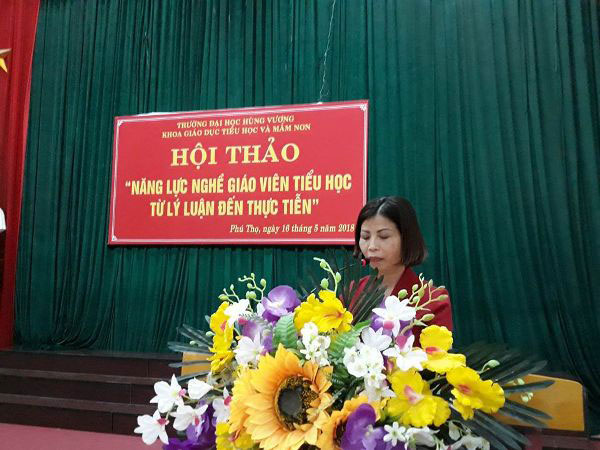 TRƯỜNG ĐẠI HỌC HÙNG VƯƠNG
KHOA GIÁO DỤC TIỂU HỌC VÀ MẦM NON
HỘI THẢO
"NĂNG LỰC NGHỀ GIÁO VIÊN TIỂU HỌC
TỪ LÝ LUẬN ĐẾN THỰC TIỄN"
Phú Thọ, ngày 16 tháng 5 năm 2018